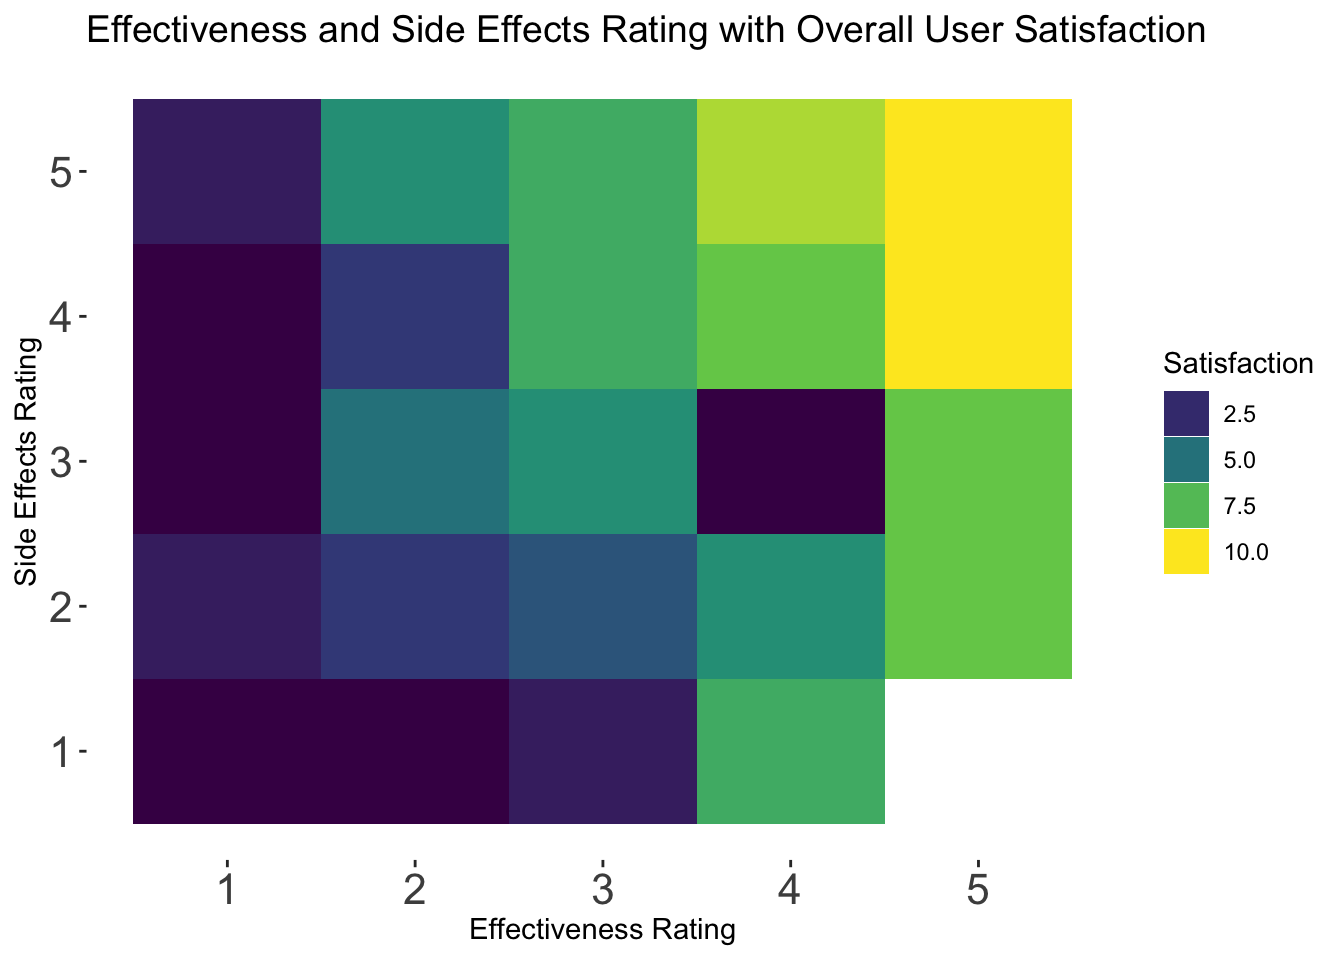 Effectiveness and Side Effects Rating with Overall User Satisfaction
Side Effects Rating
5
4
3
2
1
1 2 3 4 5
Effectiveness Rating
Satisfaction
2.5
5.0
7.5
10.0